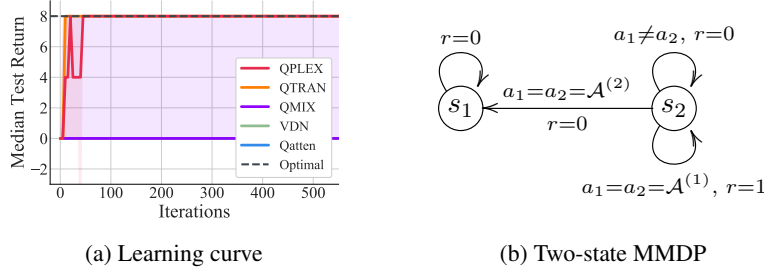 Median Test Return
8
6
4
2
0
−2
0 100 200 300 400 500
Iterations
QPLEX
QTRAN
QMIX
VDN
Qatten
Optimal
(a) Learning curve
r=0
a₁≠a₂, r=0
s₁
a₁=a₂=𝒜⁽²⁾
r=0
s₂
a₁=a₂=𝒜⁽¹⁾, r=1
(b) Two-state MMDP